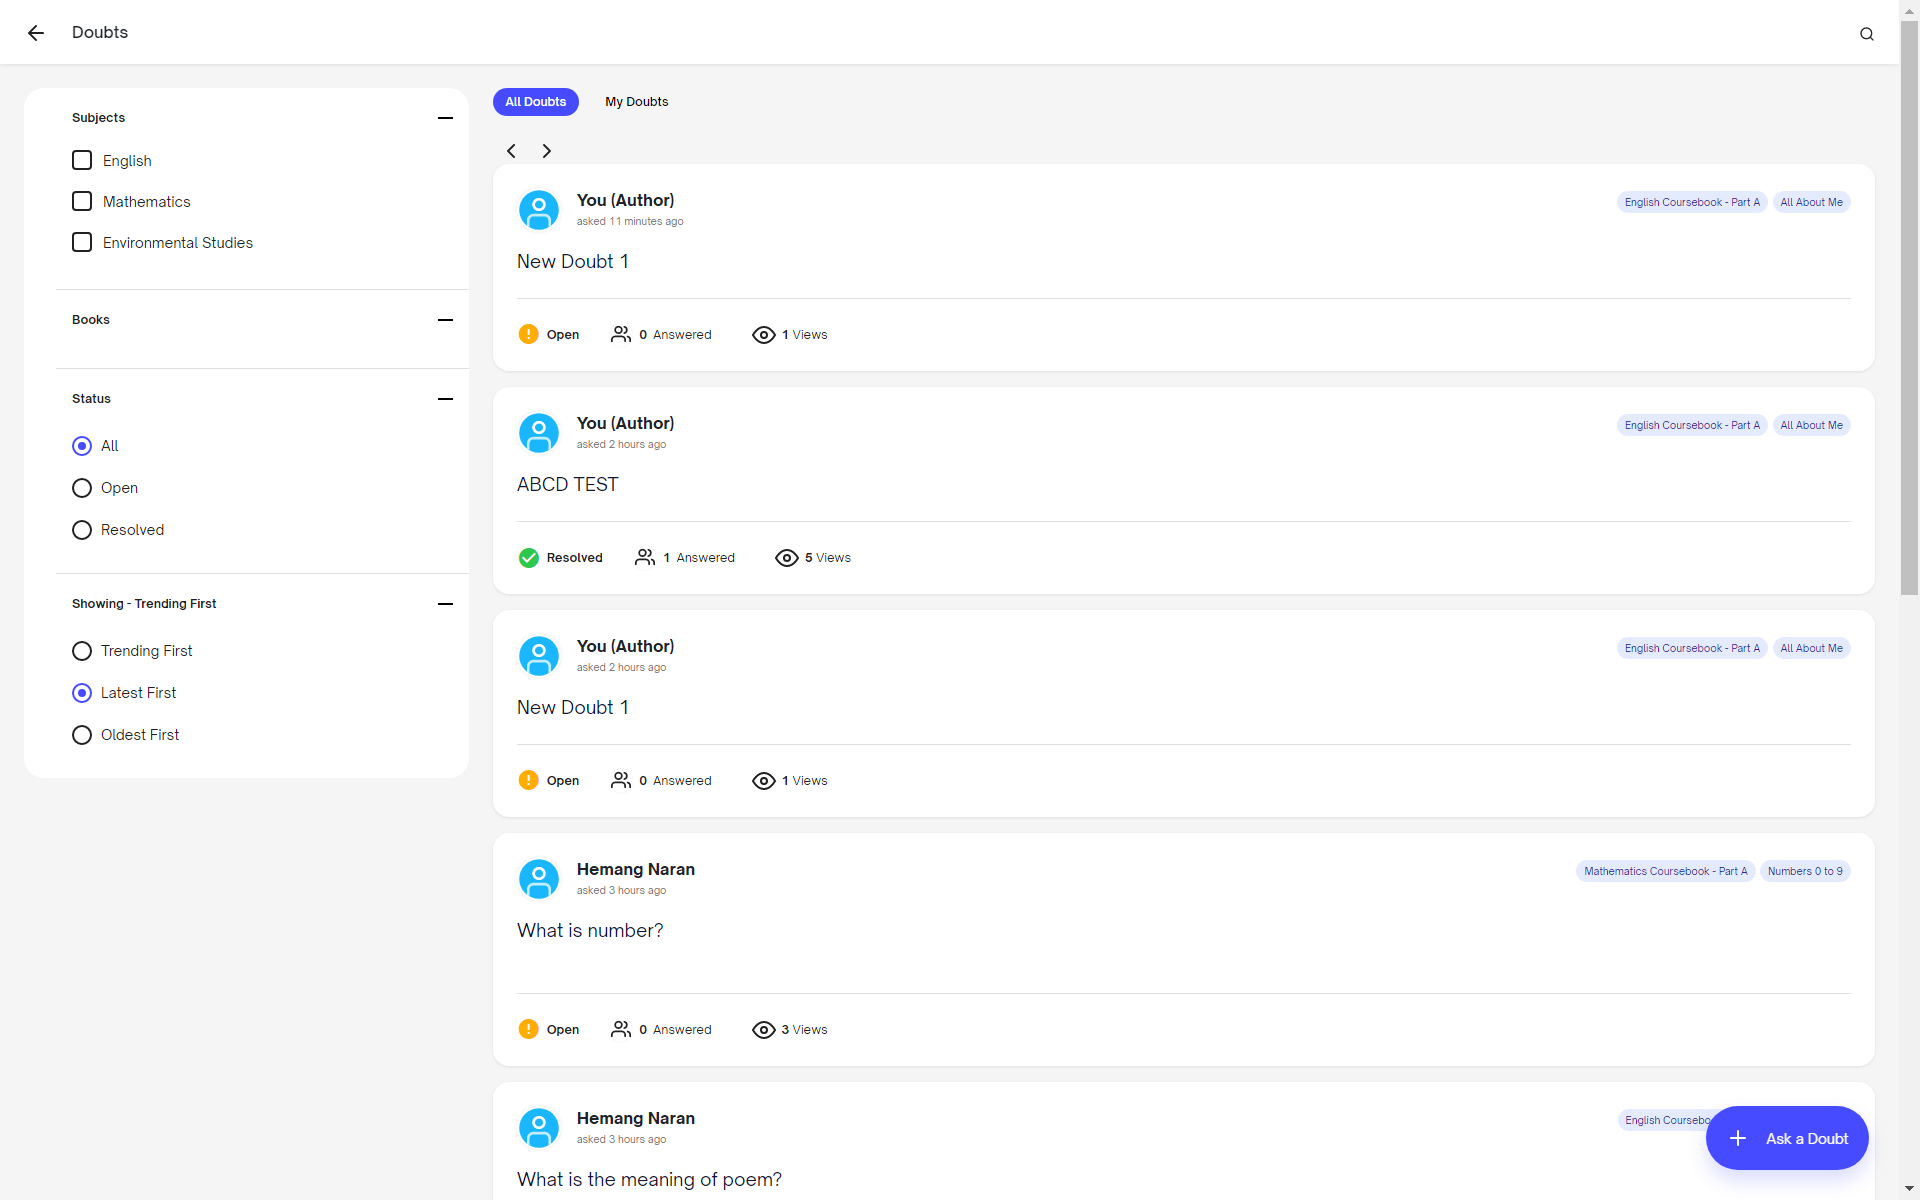 Doubts
Subjects
English
Mathematics
Environmental Studies
Books
Status
All
Open
Resolved
Showing - Trending First
Trending First
Latest First
Oldest First
All Doubts
My Doubts
You (Author)
asked 11 minutes ago
English Coursebook - Part A
All About Me
New Doubt 1
Open
0 Answered
1 Views
You (Author)
asked 2 hours ago
English Coursebook - Part A
All About Me
ABCD TEST
Resolved
1 Answered
5 Views
You (Author)
asked 2 hours ago
English Coursebook - Part A
All About Me
New Doubt 1
Open
0 Answered
1 Views
Hemang Naran
asked 3 hours ago
Mathematics Coursebook - Part A
Numbers 0 to 9
What is number?
Open
0 Answered
3 Views
Hemang Naran
asked 3 hours ago
English
What is the meaning of poem?
Ask a Doubt